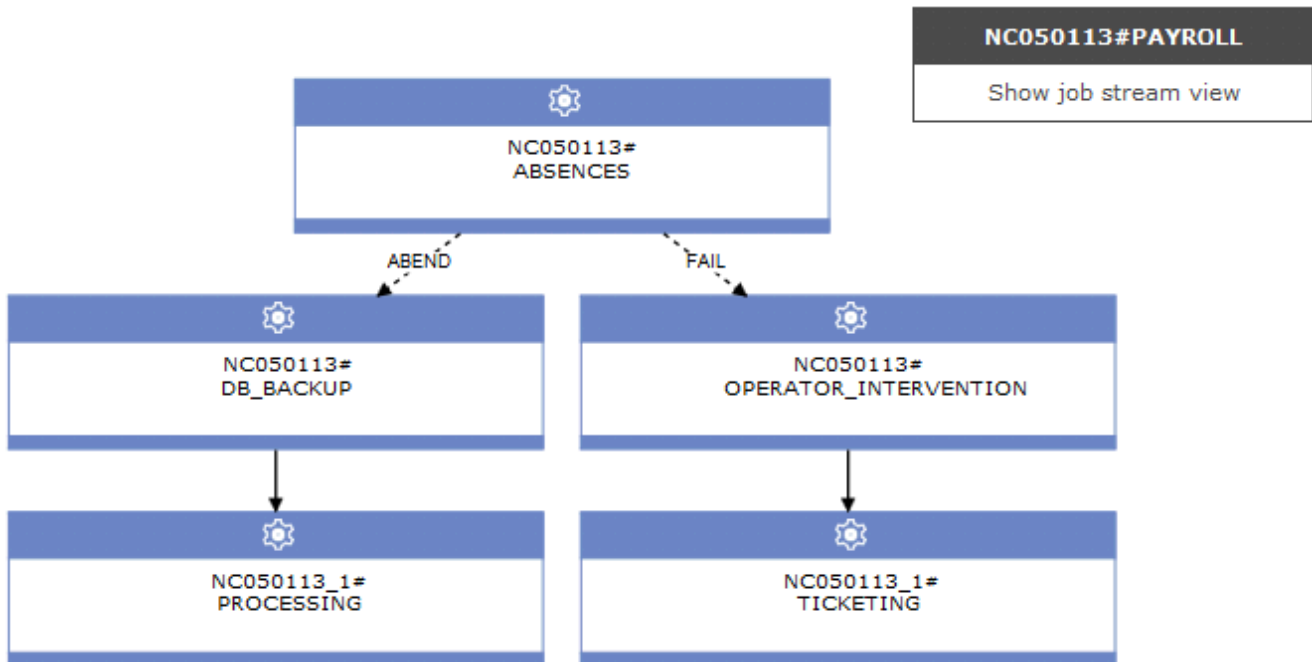 NC050113#PAYROLL
Show job stream view
NC050113#
ABSENCES
ABEND
FAIL
NC050113#
DB_BACKUP
NC050113#
OPERATOR_INTERVENTION
NC050113_1#
PROCESSING
NC050113_1#
TICKETING